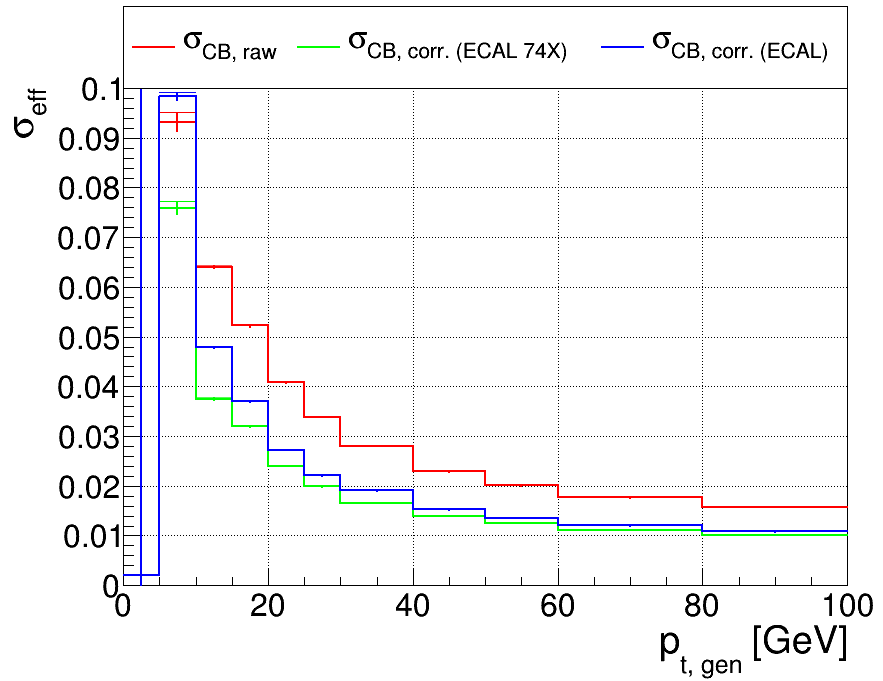 σCB, raw σCB, corr. (ECAL 74X) σCB, corr. (ECAL)
σeff
0.1
0.09
0.08
0.07
0.06
0.05
0.04
0.03
0.02
0.01
0
0 20 40 60 80 100
pt, gen [GeV]